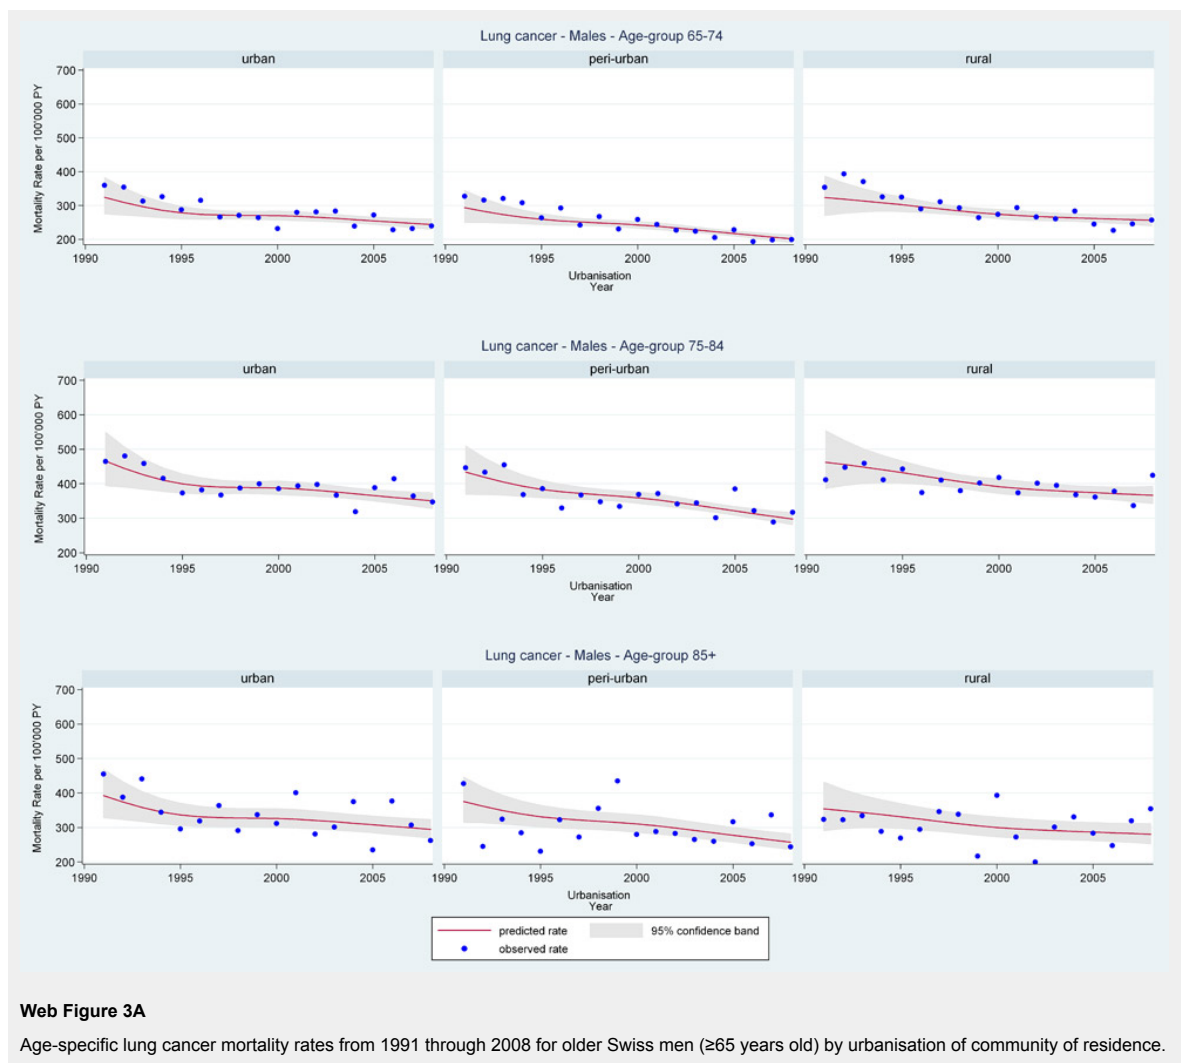 Lung cancer - Males - Age-group 65-74
urban peri-urban rural
Mortality Rate per 100'000 PY
700
600
500
400
300
200
1990 1995 2000 2005 1990 1995 2000 2005 1990 1995 2000 2005
Urbanisation
Year
Lung cancer - Males - Age-group 75-84
urban peri-urban rural
Mortality Rate per 100'000 PY
700
600
500
400
300
200
1990 1995 2000 2005 1990 1995 2000 2005 1990 1995 2000 2005
Urbanisation
Year
Lung cancer - Males - Age-group 85+
urban peri-urban rural
Mortality Rate per 100'000 PY
700
600
500
400
300
200
1990 1995 2000 2005 1990 1995 2000 2005 1990 1995 2000 2005
Urbanisation
Year
predicted rate 95% confidence band
observed rate
Web Figure 3A
Age-specific lung cancer mortality rates from 1991 through 2008 for older Swiss men (≥65 years old) by urbanisation of community of residence.